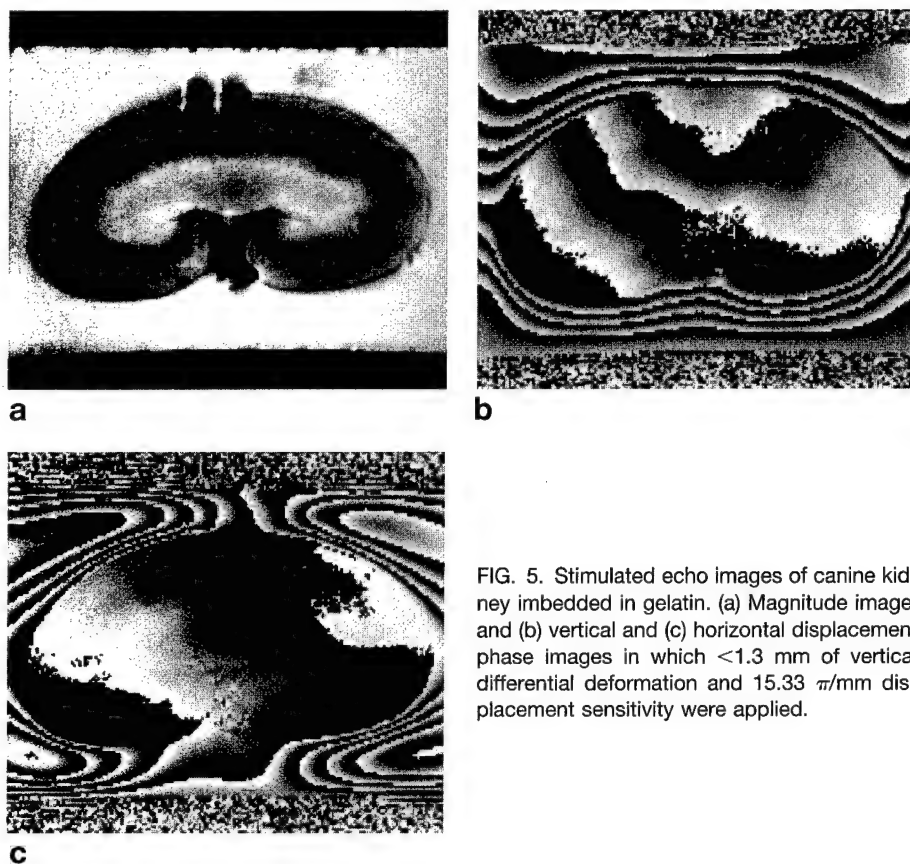 a
b
c
FIG. 5. Stimulated echo images of canine kid
ney imbedded in gelatin. (a) Magnitude image
and (b) vertical and (c) horizontal displacemen
phase images in which <1.3 mm of vertica
differential deformation and 15.33 π/mm dis
placement sensitivity were applied.